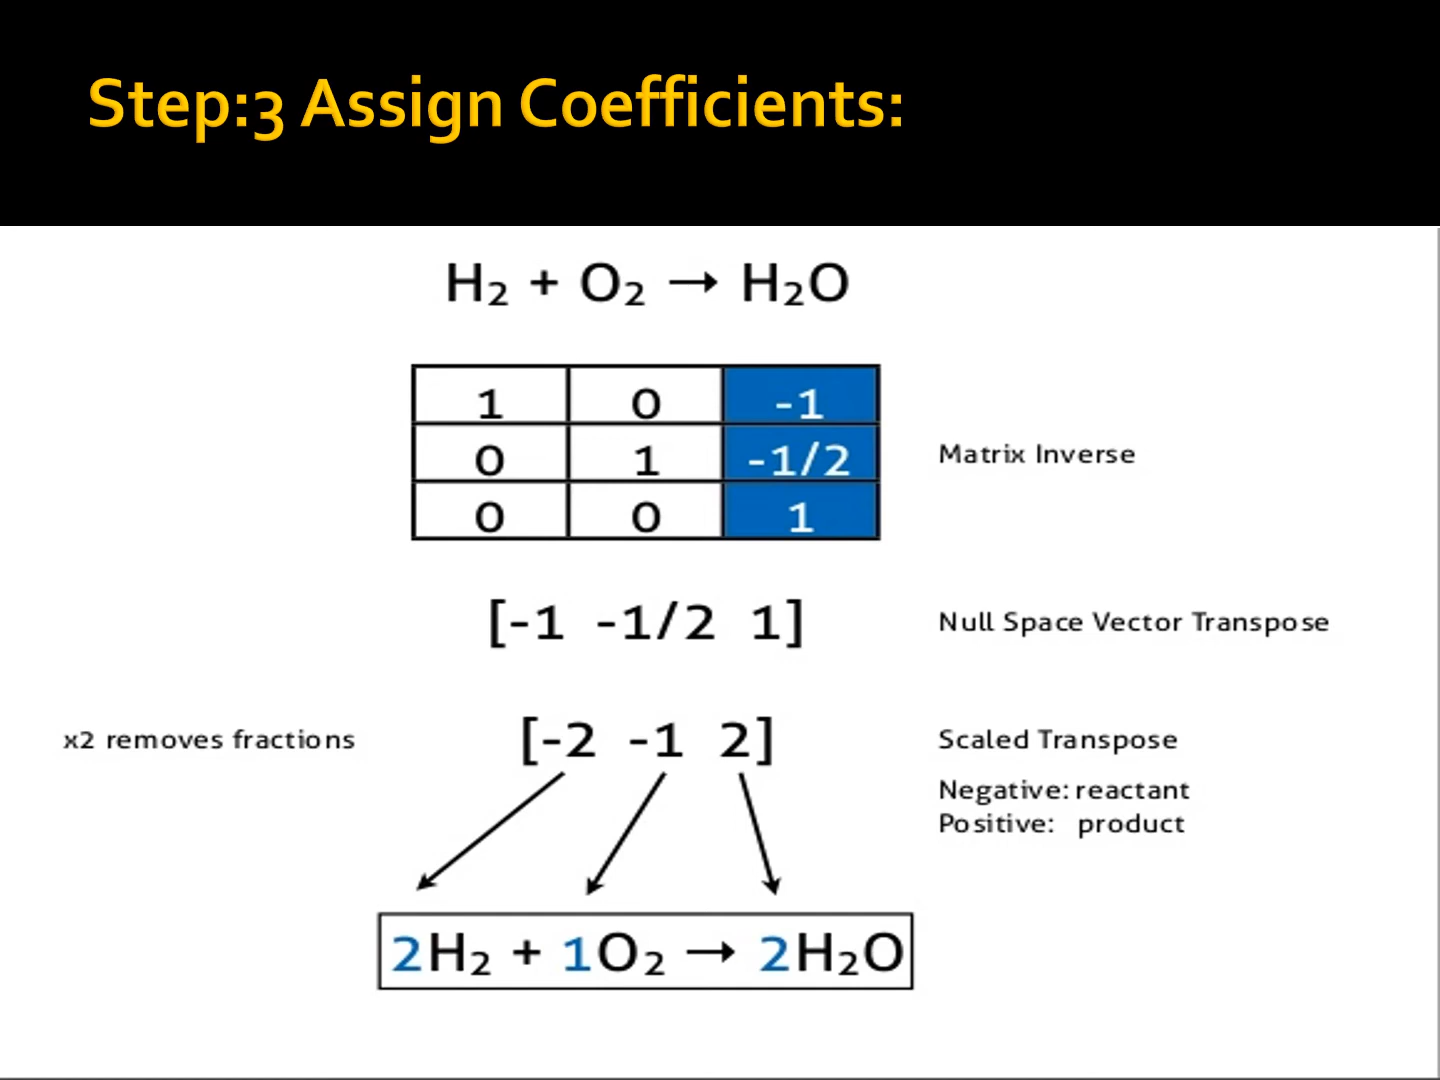 Step:3 Assign Coefficients:
H₂ + O₂ → H₂O
1 0 -1
0 1 -1/2
0 0 1
Matrix Inverse
[-1 -1/2 1] Null Space Vector Transpose
x2 removes fractions [-2 -1 2] Scaled Transpose
Negative: reactant
Positive: product
2H₂ + 1O₂ → 2H₂O